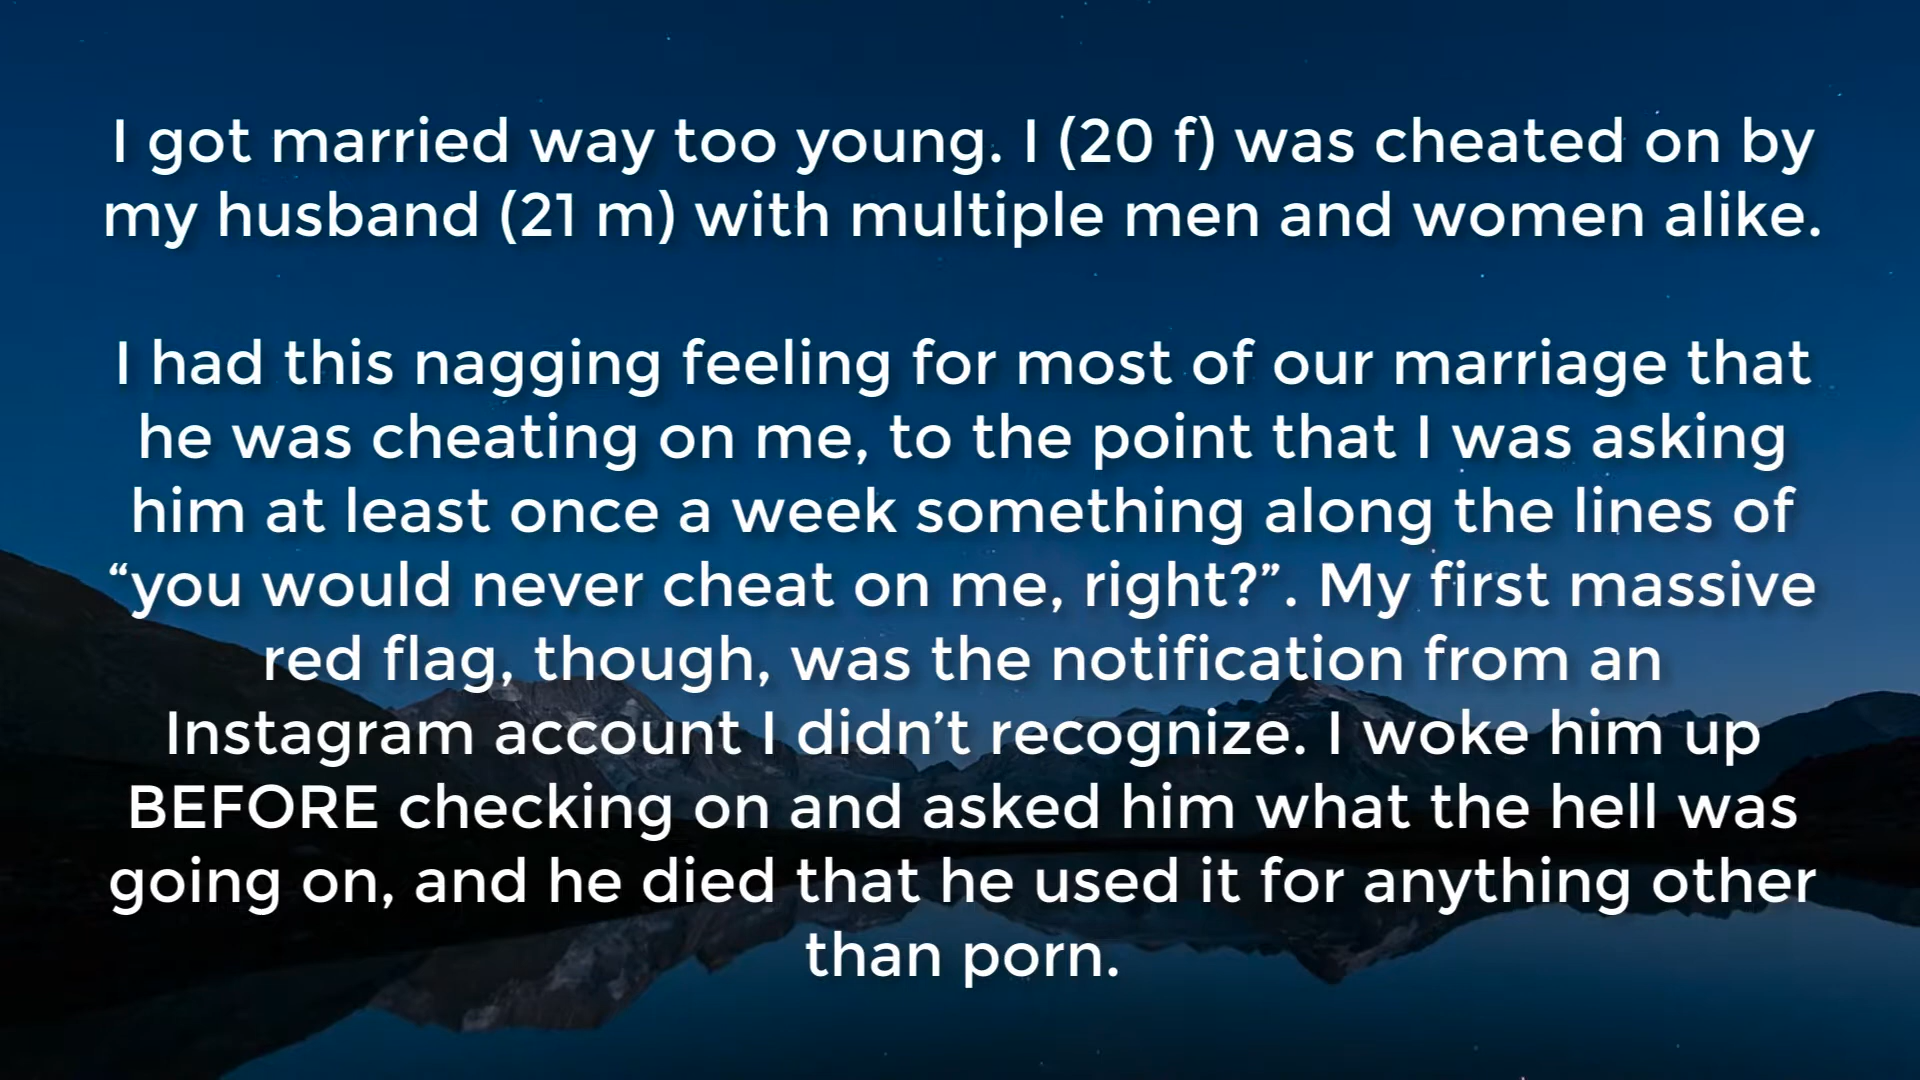 I got married way too young. I (20 f) was cheated on by
my husband (21 m) with multiple men and women alike.
I had this nagging feeling for most of our marriage that
he was cheating on me, to the point that I was asking
him at least once a week something along the lines of
“you would never cheat on me, right?”. My first massive
red flag, though, was the notification from an
Instagram account I didn’t recognize. I woke him up
BEFORE checking on and asked him what the hell was
going on, and he died that he used it for anything other
than porn.